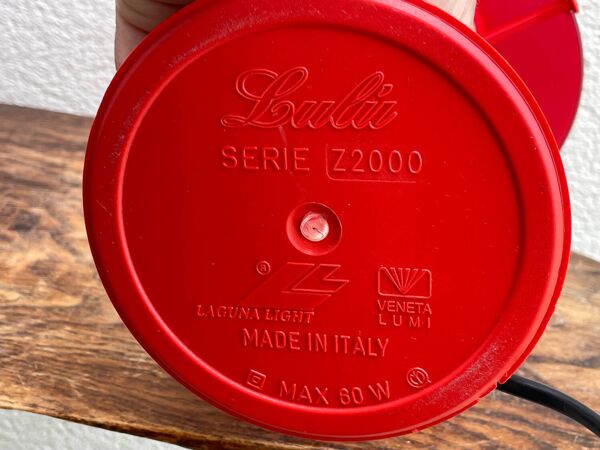 Lulù
SERIE Z2000
®
LAGUNA LIGHT
VENETA
LUMI
MADE IN ITALY
MAX 60 W